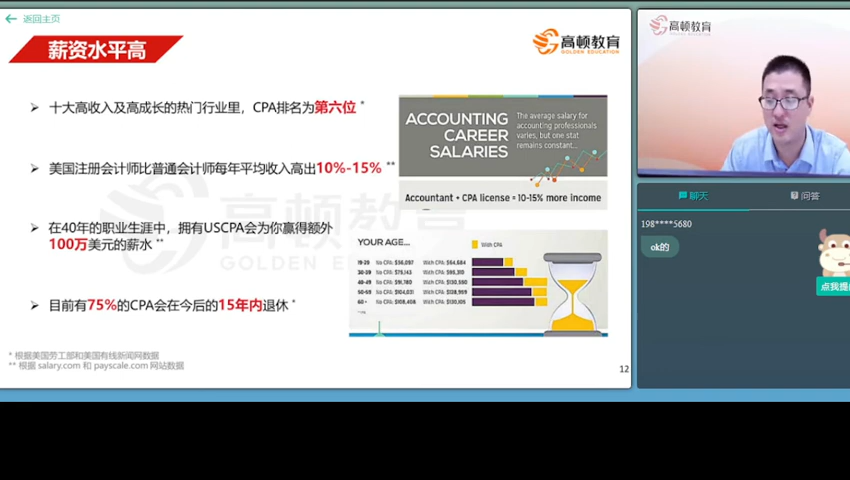 返回主页
薪资水平高
高顿教育
GOLDEN EDUCATION
十大高收入及高成长的热门行业里，CPA排名为第六位 *
美国注册会计师比普通会计师每年平均收入高出10%-15% **
在40年的职业生涯中，拥有USCPA会为你赢得额外
100万美元的薪水 **
目前有75%的CPA会在今后的15年内退休 *
ACCOUNTING
CAREER
SALARIES
The average salary for
accounting professionals
varies, but one stat
remains constant...
Accountant + CPA license = 10-15% more income
YOUR AGE...
With CPA
* 根据美国劳工部和美国有线新闻网数据
** 根据 salary.com 和 payscale.com 网站数据
12
高顿教育
聊天
问答
198****5680
ok的
点我提